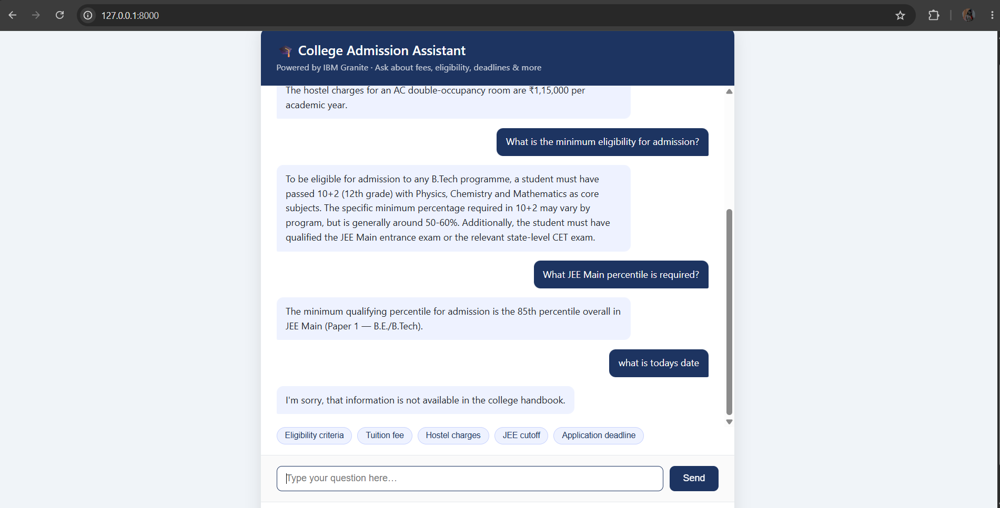 127.0.0.1:8000
College Admission Assistant
Powered by IBM Granite · Ask about fees, eligibility, deadlines & more
The hostel charges for an AC double-occupancy room are ₹1,15,000 per
academic year.
What is the minimum eligibility for admission?
To be eligible for admission to any B.Tech programme, a student must have
passed 10+2 (12th grade) with Physics, Chemistry and Mathematics as core
subjects. The specific minimum percentage required in 10+2 may vary by
program, but is generally around 50-60%. Additionally, the student must have
qualified the JEE Main entrance exam or the relevant state-level CET exam.
What JEE Main percentile is required?
The minimum qualifying percentile for admission is the 85th percentile overall in
JEE Main (Paper 1 — B.E./B.Tech).
what is todays date
I'm sorry, that information is not available in the college handbook.
Eligibility criteria Tuition fee Hostel charges JEE cutoff Application deadline
Type your question here… Send